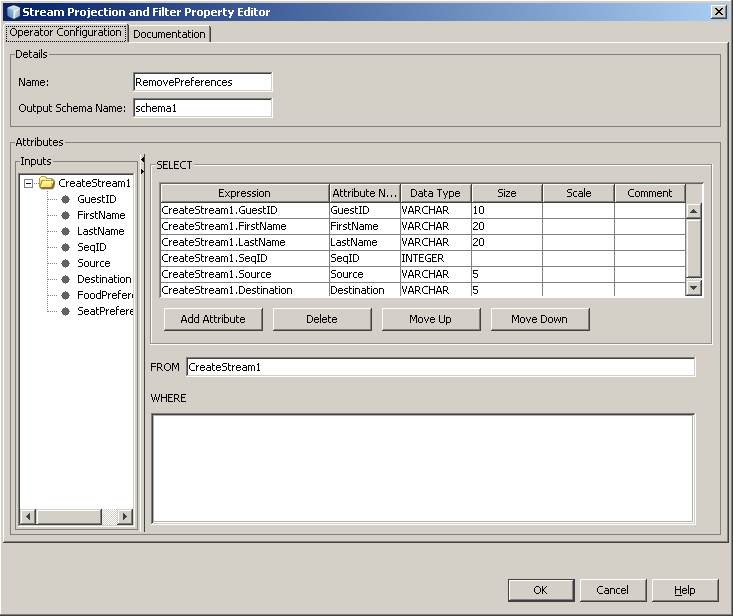 Stream Projection and Filter Property Editor
Operator Configuration Documentation
Details
Name: RemovePreferences
Output Schema Name: schema1
Attributes
Inputs
CreateStream1
GuestID
FirstName
LastName
SeqID
Source
Destination
FoodPrefere
SeatPrefere
SELECT
Expression Attribute N... Data Type Size Scale Comment
CreateStream1.GuestID GuestID VARCHAR 10
CreateStream1.FirstName FirstName VARCHAR 20
CreateStream1.LastName LastName VARCHAR 20
CreateStream1.SeqID SeqID INTEGER
CreateStream1.Source Source VARCHAR 5
CreateStream1.Destination Destination VARCHAR 5
Add Attribute Delete Move Up Move Down
FROM CreateStream1
WHERE
OK Cancel Help